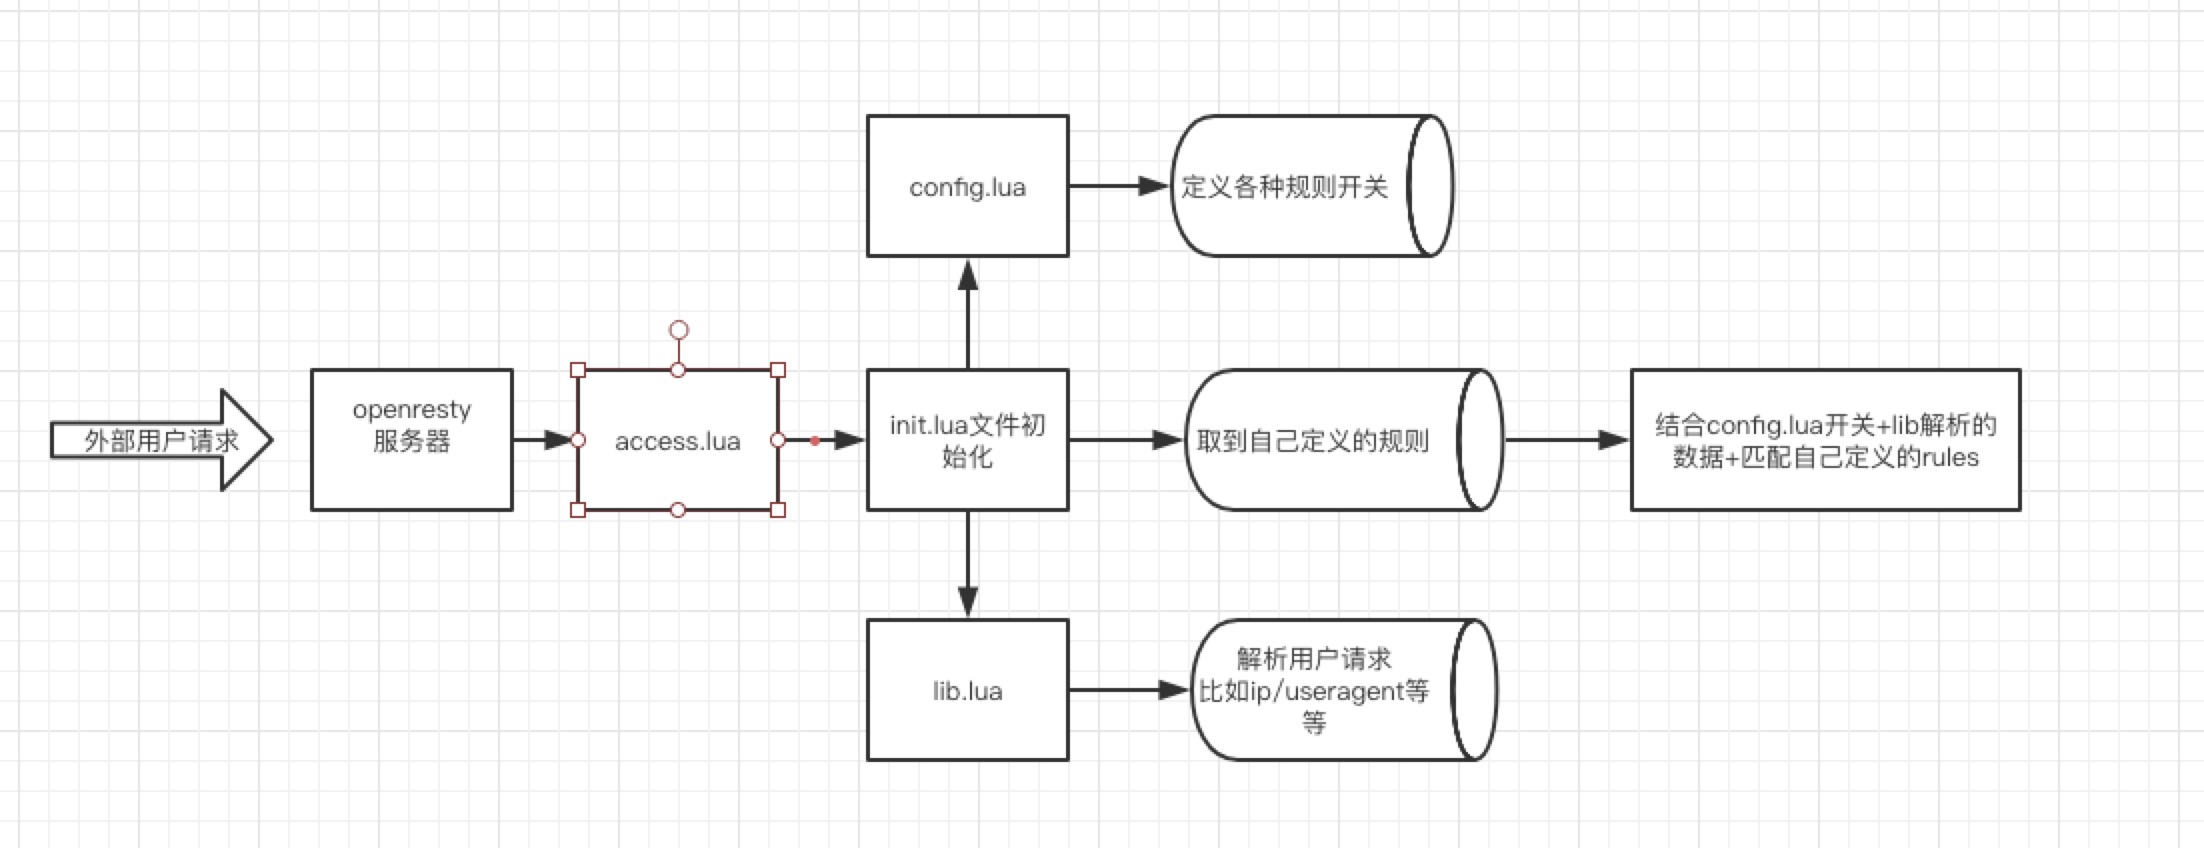 config.lua
定义各种规则开关
外部用户请求
openresty
服务器
access.lua
init.lua文件初
始化
取到自己定义的规则
结合config.lua开关+lib解析的
数据+匹配自己定义的rules
lib.lua
解析用户请求
比如ip/useragent等
等